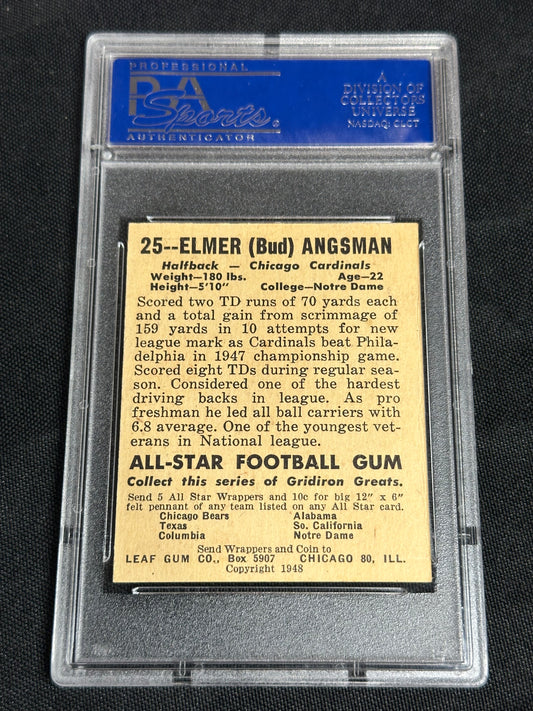 PROFESSIONAL
PSA
Sports®
AUTHENTICATOR
A
DIVISION OF
COLLECTORS
UNIVERSE
NASDAQ: CLCT
25--ELMER (Bud) ANGSMAN
Halfback — Chicago Cardinals
Weight—180 lbs. Age—22
Height—5'10" College—Notre Dame
Scored two TD runs of 70 yards each
and a total gain from scrimmage of
159 yards in 10 attempts for new
league mark as Cardinals beat Phila-
delphia in 1947 championship game.
Scored eight TDs during regular sea-
son. Considered one of the hardest
driving backs in league. As pro
freshman he led all ball carriers with
6.8 average. One of the youngest vet-
erans in National league.
ALL-STAR FOOTBALL GUM
Collect this series of Gridiron Greats.
Send 5 All Star Wrappers and 10c for big 12" x 6"
felt pennant of any team listed on any All Star card.
Chicago Bears Alabama
Texas So. California
Columbia Notre Dame
Send Wrappers and Coin to
LEAF GUM CO., Box 5907 CHICAGO 80, ILL.
Copyright 1948